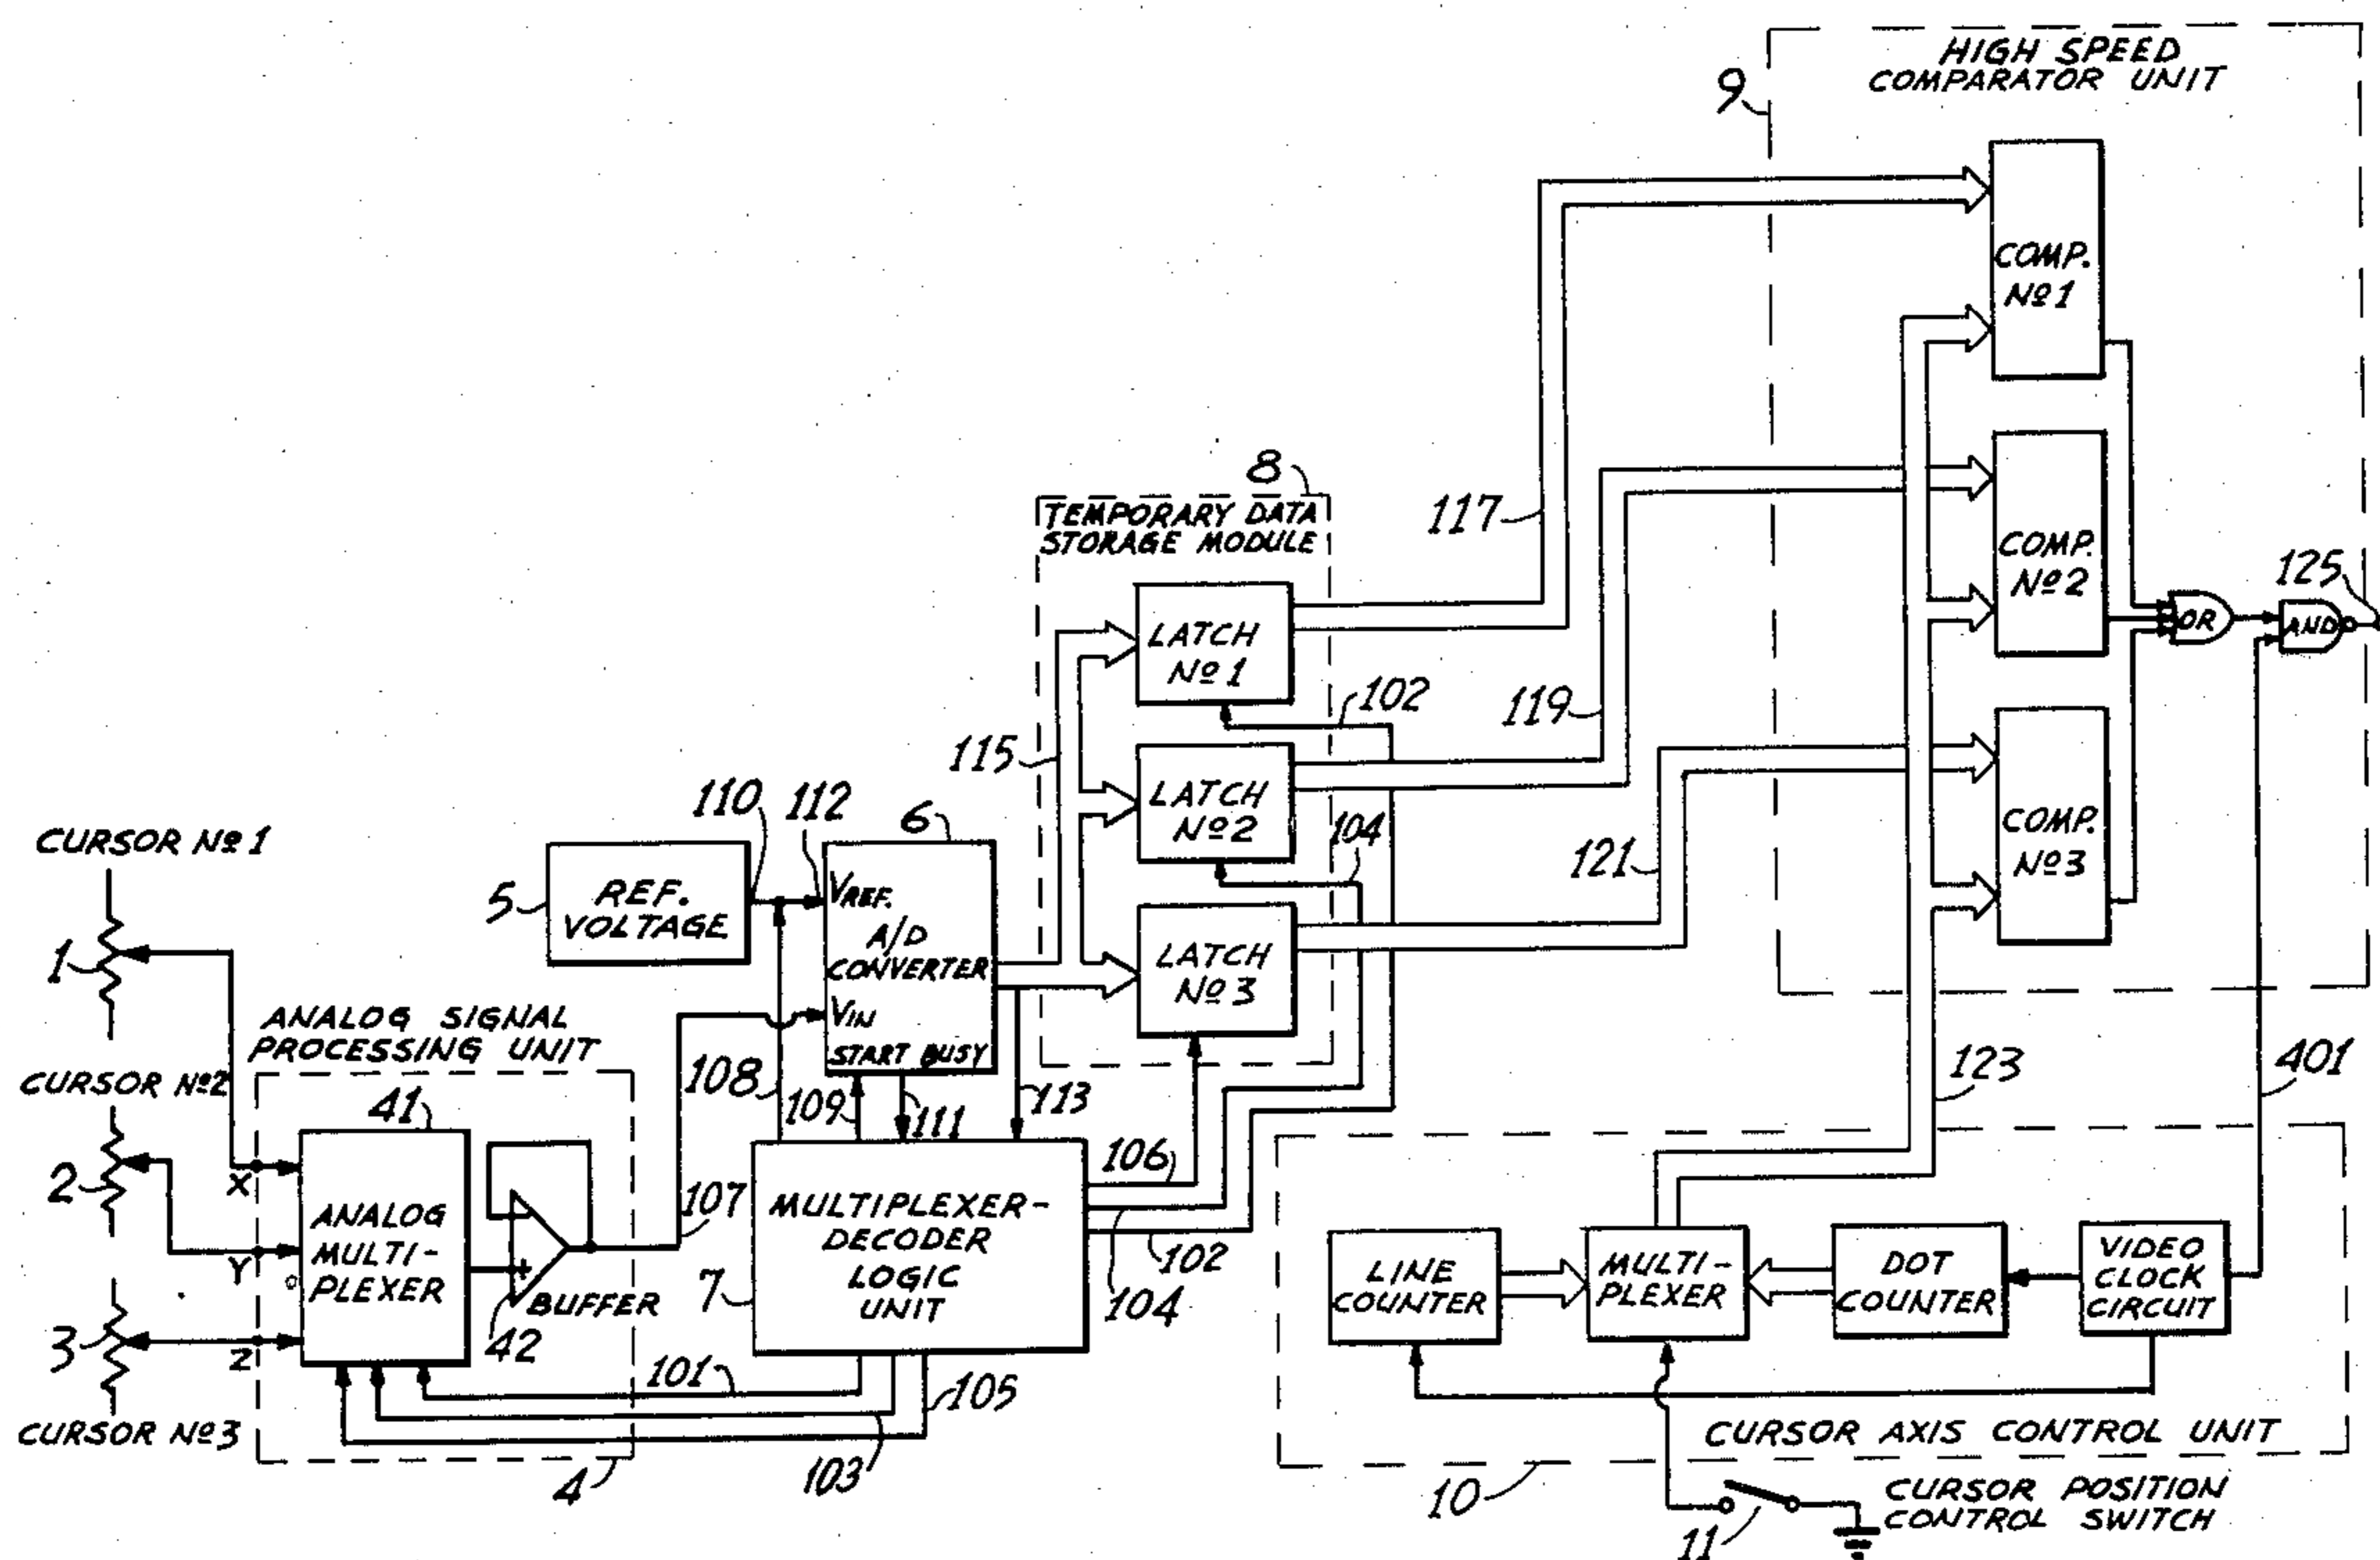 HIGH SPEED
COMPARATOR UNIT
9
COMP.
Nº1
8
TEMPORARY DATA
STORAGE MODULE
117
COMP.
Nº2
125
OR
AND
LATCH
Nº1
102
119
115
LATCH
Nº2
104
110
112
6
CURSOR Nº1
5
REF.
VOLTAGE
VREF.
A/D
CONVERTER
VIN
START BUSY
121
COMP.
Nº3
1
LATCH
Nº3
ANALOG SIGNAL
PROCESSING UNIT
CURSOR Nº2
41
108
109
111
113
123
401
2
X
Y
Z
ANALOG
MULTI-
PLEXER
107
MULTIPLEXER-
DECODER
LOGIC
UNIT
7
106
102
104
+
BUFFER
42
3
LINE
COUNTER
MULTI-
PLEXER
DOT
COUNTER
VIDEO
CLOCK
CIRCUIT
101
105
103
CURSOR Nº3
4
CURSOR AXIS CONTROL UNIT
10
11
CURSOR POSITION
CONTROL SWITCH